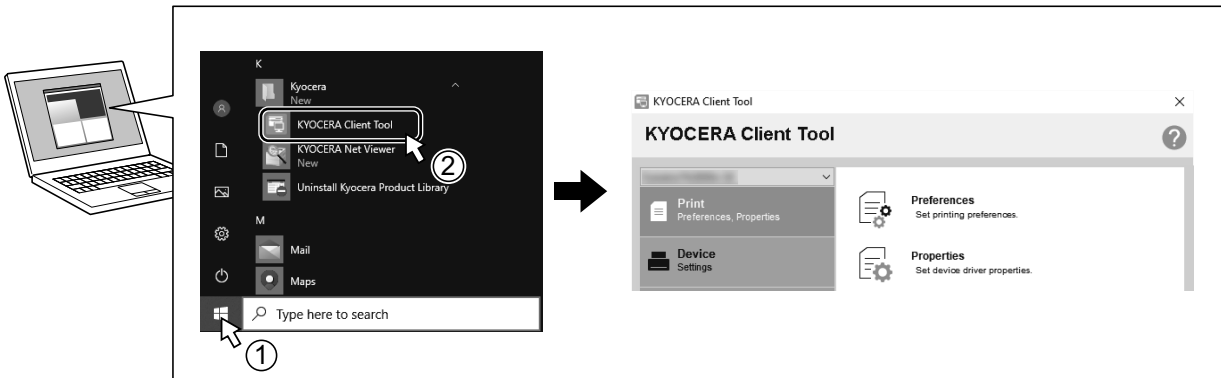 K
Kyocera
New
KYOCERA Client Tool
KYOCERA Net Viewer
New
②
Uninstall Kyocera Product Library
M
Mail
Maps
Type here to search
①
KYOCERA Client Tool
KYOCERA Client Tool
?
Print
Preferences, Properties
Device
Settings
Preferences
Set printing preferences.
Properties
Set device driver properties.